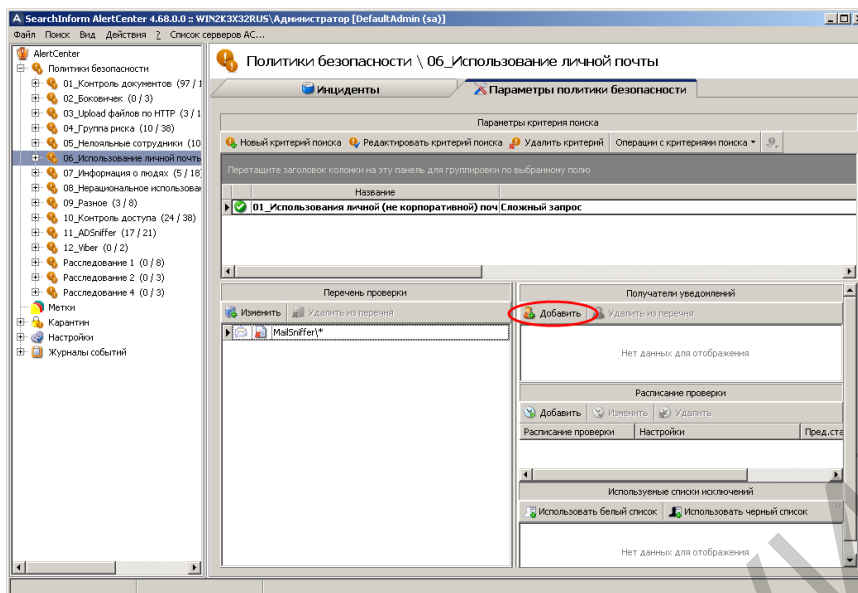 SearchInform AlertCenter 4.68.0.0 :: WIN2K3X32RUS\Администратор [DefaultAdmin (sa)]
Файл Поиск Вид Действия ? Список серверов АС...
AlertCenter
Политики безопасности
01_Контроль документов (97 / 1
02_Боковичек (0 / 3)
03_Upload файлов по HTTP (3 / 1
04_Группа риска (10 / 38)
05_Нелояльные сотрудники (10
06_Использование личной почты
07_Информация о людях (5 / 18)
08_Нерациональное использован
09_Разное (3 / 8)
10_Контроль доступа (24 / 38)
11_ADSniffer (17 / 21)
12_Viber (0 / 2)
Расследование 1 (0 / 8)
Расследование 2 (0 / 3)
Расследование 4 (0 / 3)
Метки
Карантин
Настройки
Журналы событий
Политики безопасности \ 06_Использование личной почты
Инциденты
Параметры политики безопасности
Параметры критерия поиска
Новый критерий поиска Редактировать критерий поиска Удалить критерий Операции с критериями поиска
Перетащите заголовок колонки на эту панель для группировки по выбранному полю
Название
01_Использования личной (не корпоративной) поч Сложный запрос
Перечень проверки
Изменить Удалить из перечня
MailSniffer\*
Получатели уведомлений
Добавить Удалить из перечня
Нет данных для отображения
Расписание проверки
Добавить Изменить Удалить
Расписание проверки Настройки Пред.ста
Используемые списки исключений
Использовать белый список Использовать черный список
Нет данных для отображения